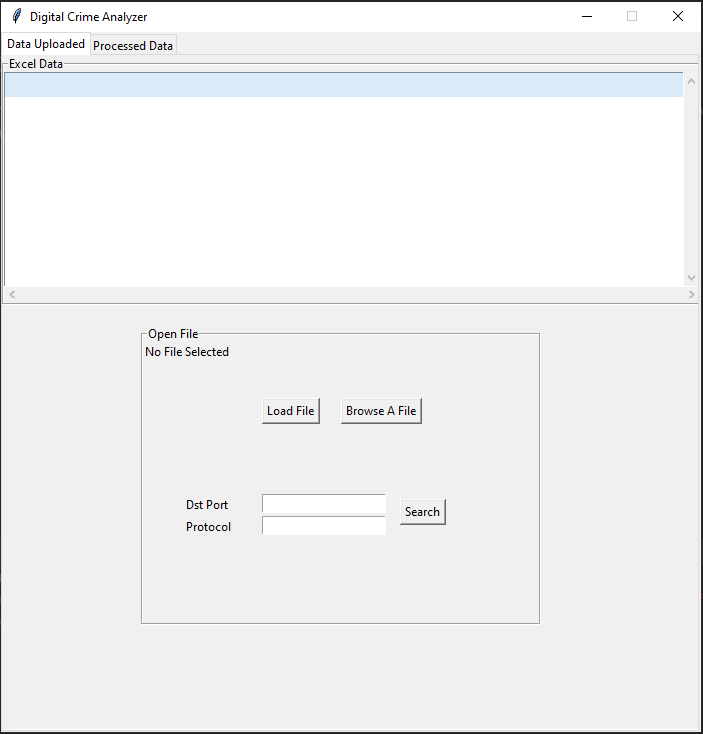 Digital Crime Analyzer
Data Uploaded Processed Data
Excel Data
Open File
No File Selected
Load File Browse A File
Dst Port
Search
Protocol